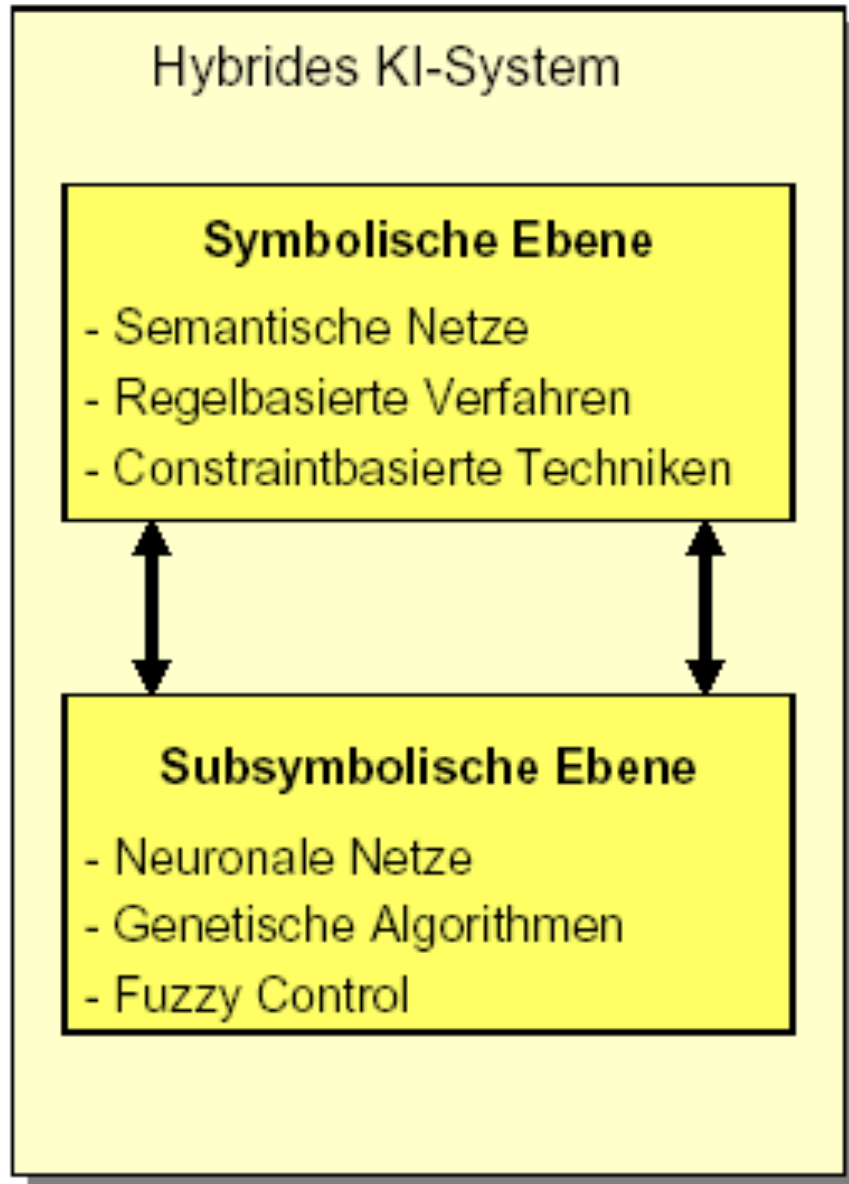 Hybrides KI-System
Symbolische Ebene
- Semantische Netze
- Regelbasierte Verfahren
- Constraintbasierte Techniken
Subsymbolische Ebene
- Neuronale Netze
- Genetische Algorithmen
- Fuzzy Control